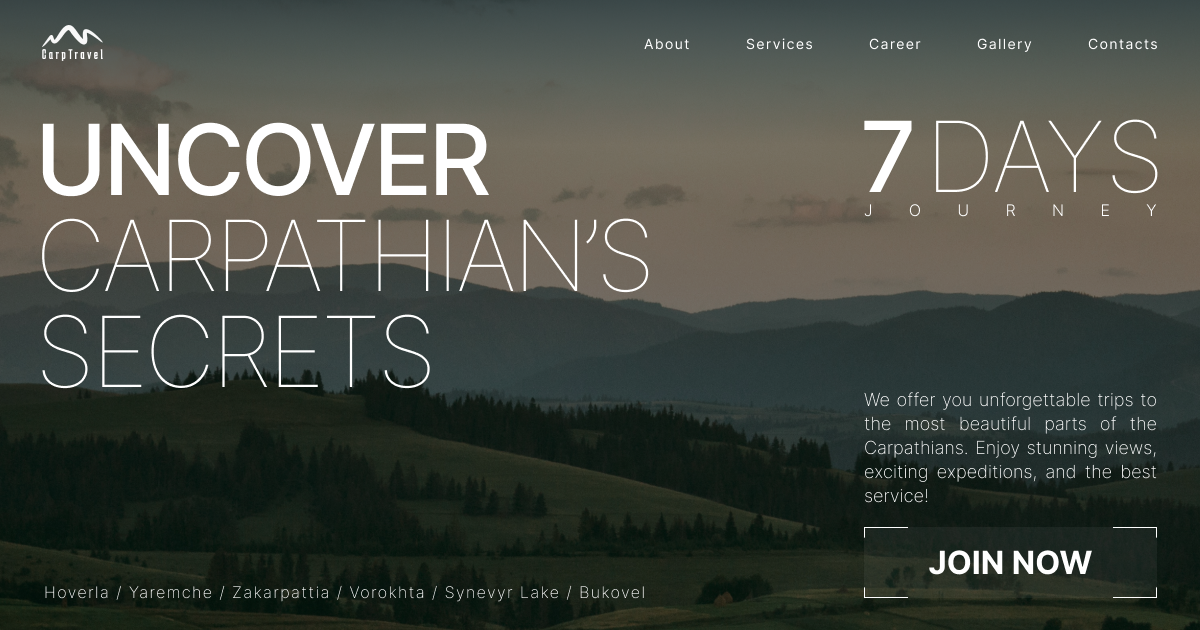 CarpTravel
About Services Career Gallery Contacts
UNCOVER
CARPATHIAN’S
SECRETS
7 DAYS
JOURNEY
We offer you unforgettable trips to
the most beautiful parts of the
Carpathians. Enjoy stunning views,
exciting expeditions, and the best
service!
JOIN NOW
Hoverla / Yaremche / Zakarpattia / Vorokhta / Synevyr Lake / Bukovel